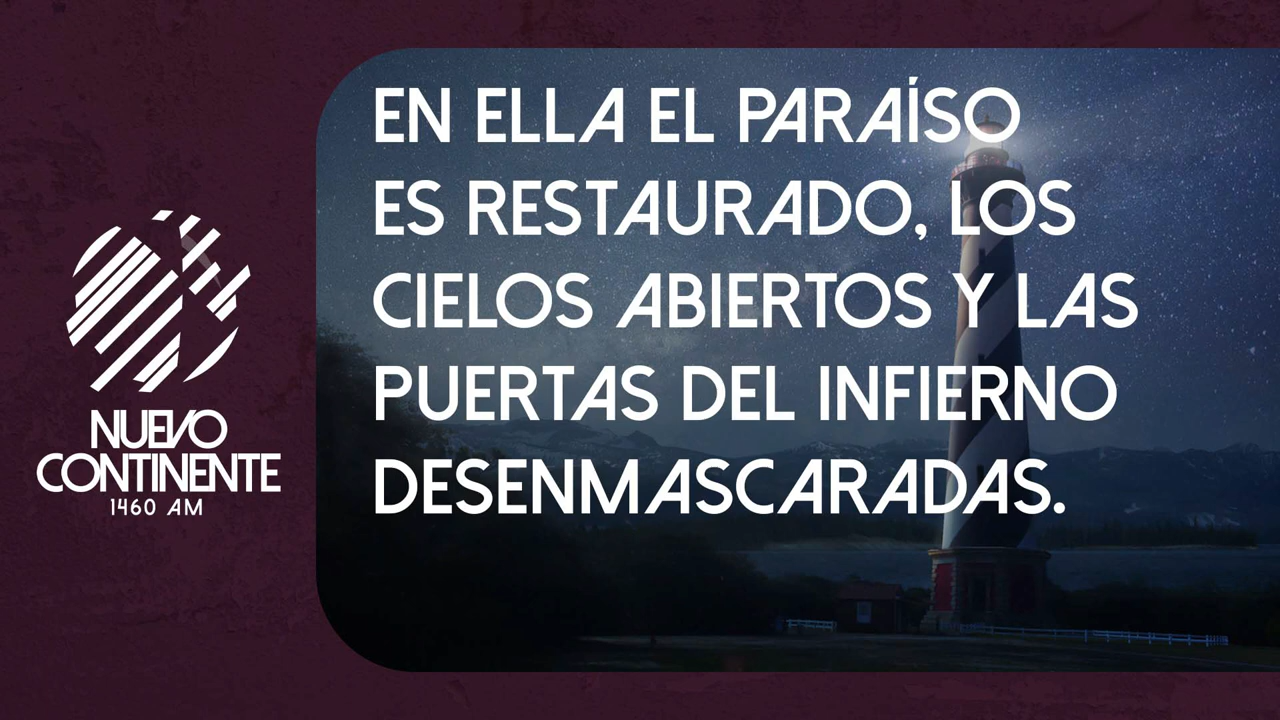 EN ELLA EL PARAÍSO
ES RESTAURADO, LOS
CIELOS ABIERTOS Y LAS
PUERTAS DEL INFIERNO
DESENMASCARADAS.
NUEVO
CONTINENTE
1460 AM